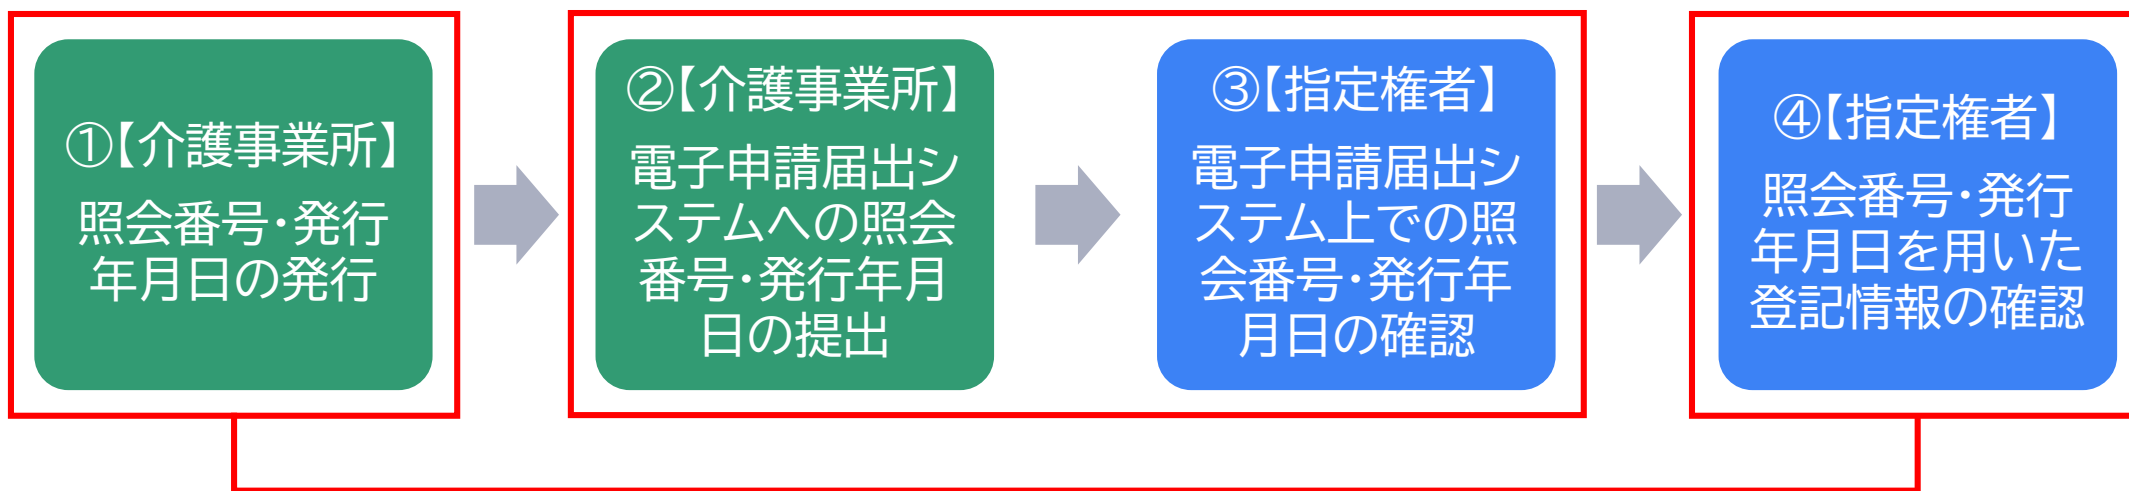 ①【介護事業所】
照会番号・発行
年月日の発行
②【介護事業所】
電子申請届出シ
ステムへの照会
番号・発行年月
日の提出
③【指定権者】
電子申請届出シ
ステム上での照
会番号・発行年
月日の確認
④【指定権者】
照会番号・発行
年月日を用いた
登記情報の確認